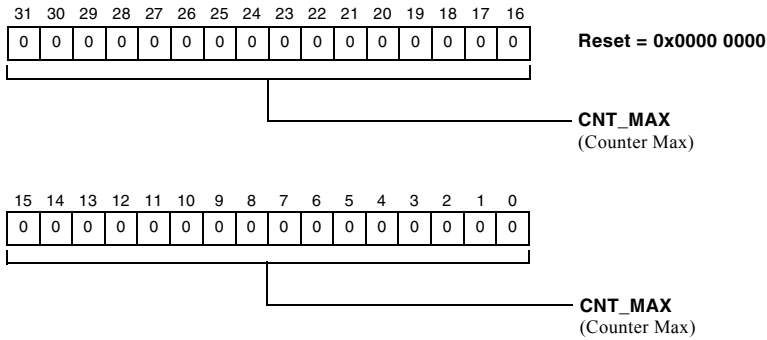 31 30 29 28 27 26 25 24 23 22 21 20 19 18 17 16
0 0 0 0 0 0 0 0 0 0 0 0 0 0 0 0 Reset = 0x0000 0000
CNT_MAX
(Counter Max)
15 14 13 12 11 10 9 8 7 6 5 4 3 2 1 0
0 0 0 0 0 0 0 0 0 0 0 0 0 0 0 0
CNT_MAX
(Counter Max)